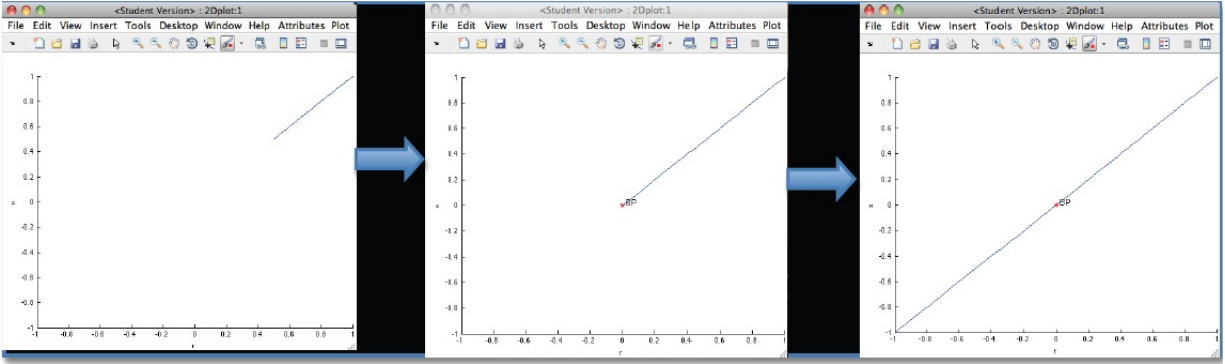 <Student Version> : 2Dplot:1
File Edit View Insert Tools Desktop Window Help Attributes Plot
1
0.8
0.6
0.4
0.2
0
-0.2
-0.4
-0.6
-0.8
-1
x
-1 -0.8 -0.6 -0.4 -0.2 0 0.2 0.4 0.6 0.8 1
r
<Student Version> : 2Dplot:1
File Edit View Insert Tools Desktop Window Help Attributes Plot
1
0.8
0.6
0.4
0.2
0
-0.2
-0.4
-0.6
-0.8
-1
x
BP
-1 -0.8 -0.6 -0.4 -0.2 0 0.2 0.4 0.6 0.8 1
r
<Student Version> : 2Dplot:1
File Edit View Insert Tools Desktop Window Help Attributes Plot
1
0.8
0.6
0.4
0.2
0
-0.2
-0.4
-0.6
-0.8
-1
x
BP
-1 -0.8 -0.6 -0.4 -0.2 0 0.2 0.4 0.6 0.8 1
r